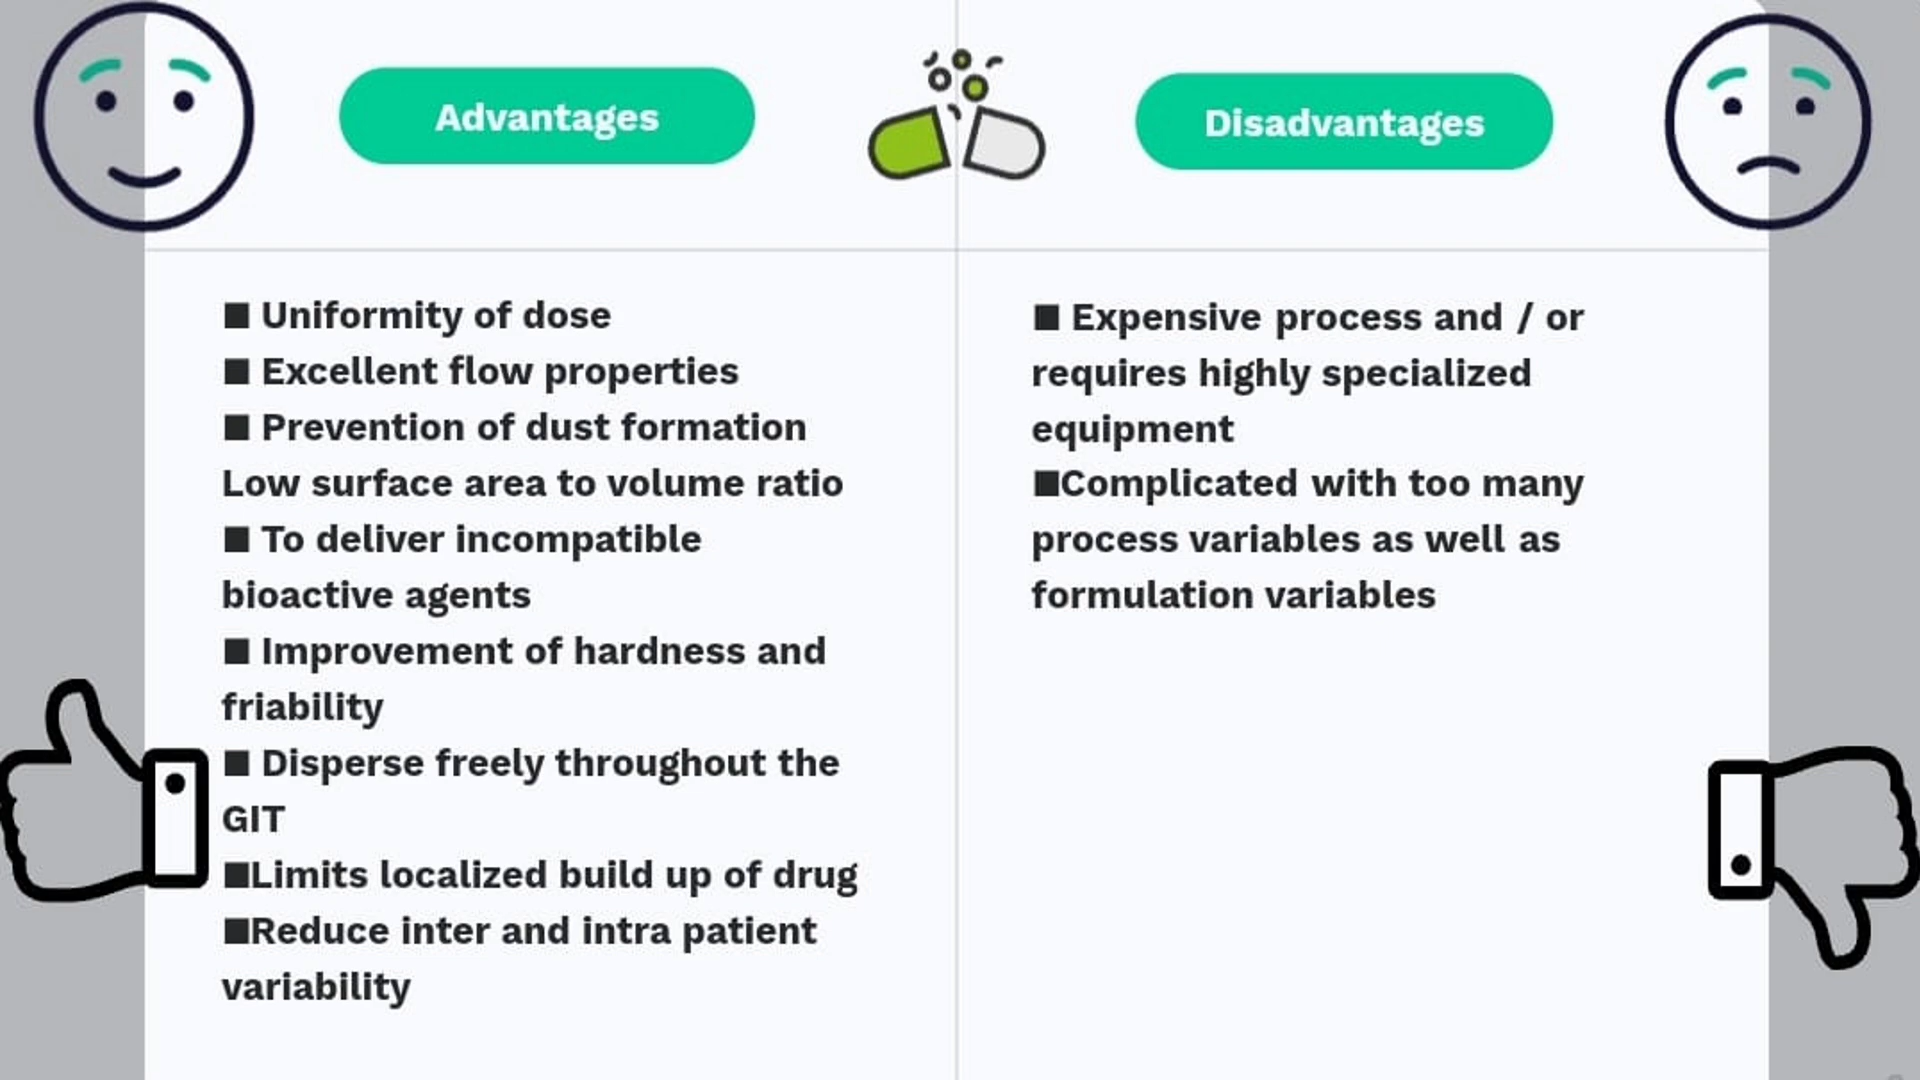 Advantages
■ Uniformity of dose
■ Excellent flow properties
■ Prevention of dust formation
Low surface area to volume ratio
■ To deliver incompatible
bioactive agents
■ Improvement of hardness and
friability
■ Disperse freely throughout the
GIT
■Limits localized build up of drug
■Reduce inter and intra patient
variability
Disadvantages
■ Expensive process and / or
requires highly specialized
equipment
■Complicated with too many
process variables as well as
formulation variables